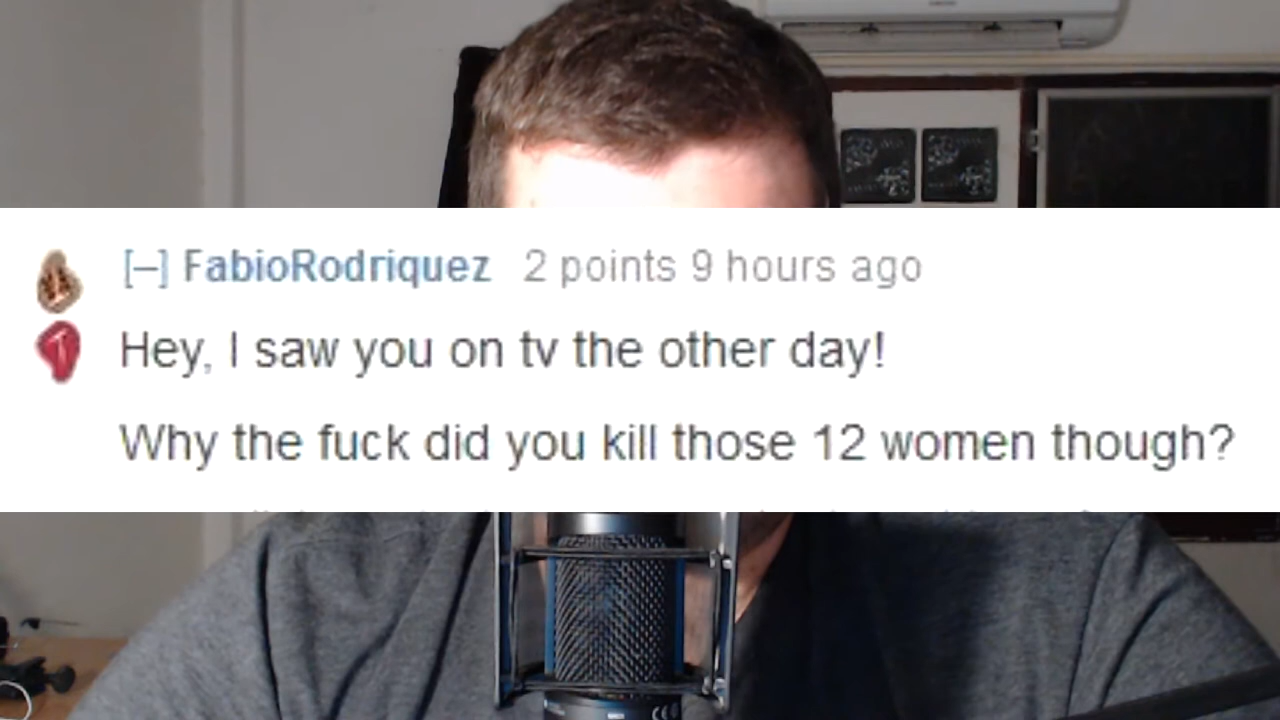 [–] FabioRodriquez 2 points 9 hours ago
Hey, I saw you on tv the other day!
Why the fuck did you kill those 12 women though?